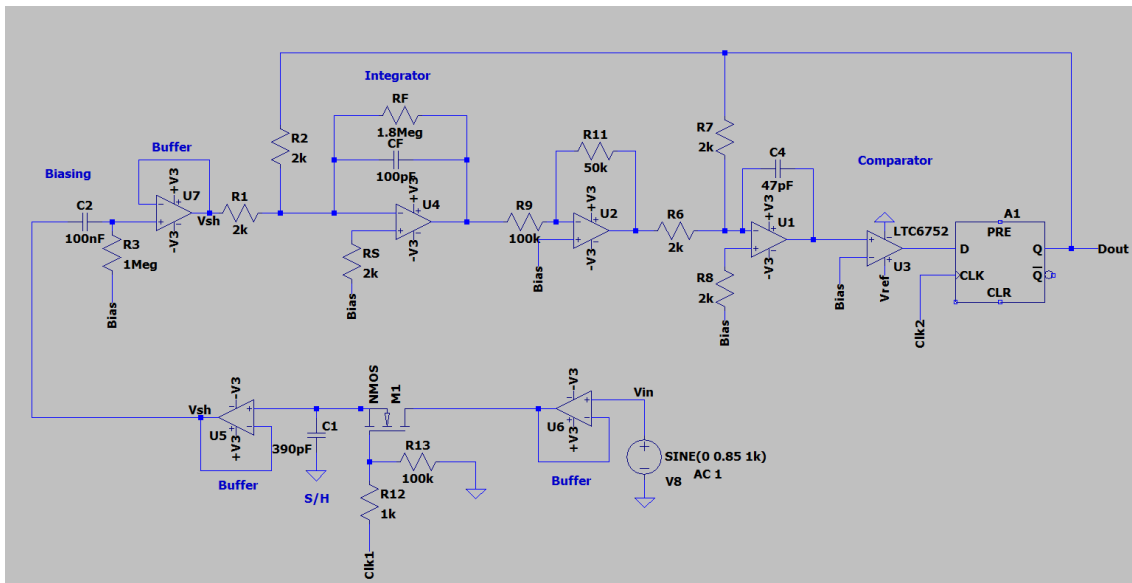 Integrator
RF
1.8Meg
CF
100pF
+V3
U4
-V3
RS
2k
Bias
R2
2k
Buffer
+V3
U7
-V3
Vsh
R1
2k
Biasing
C2
100nF
R3
1Meg
Bias
R11
50k
R9
100k
+V3
U2
-V3
Bias
R6
2k
R7
2k
C4
47pF
+V3
U1
-V3
R8
2k
Bias
Comparator
LTC6752
U3
Bias
Vref
A1
PRE
D
Q
CLK
Q
CLR
Clk2
Dout
Vsh
-V3
U5
+V3
Buffer
C1
390pF
S/H
NMOS
M1
R13
100k
R12
1k
Clk1
-V3
U6
+V3
Buffer
Vin
SINE(0 0.85 1k)
AC 1
V8